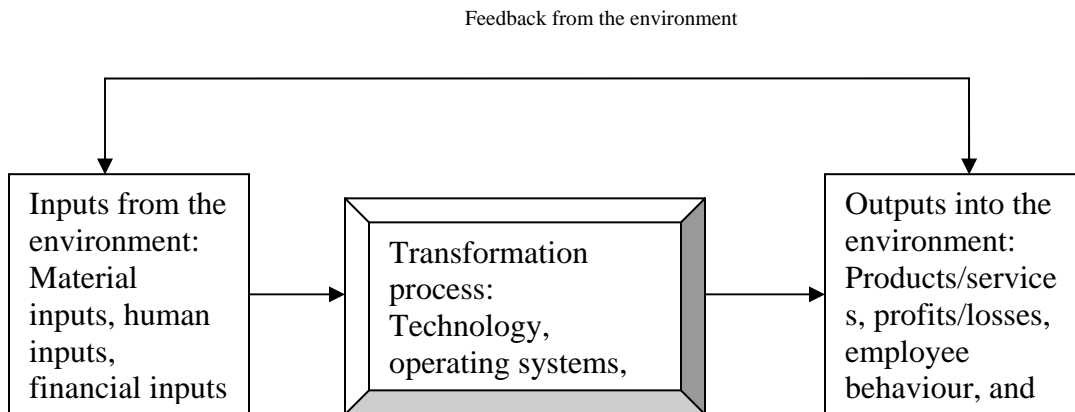 Feedback from the environment
Inputs from the
environment:
Material
inputs, human
inputs,
financial inputs
Transformation
process:
Technology,
operating systems,
Outputs into the
environment:
Products/service
s, profits/losses,
employee
behaviour, and